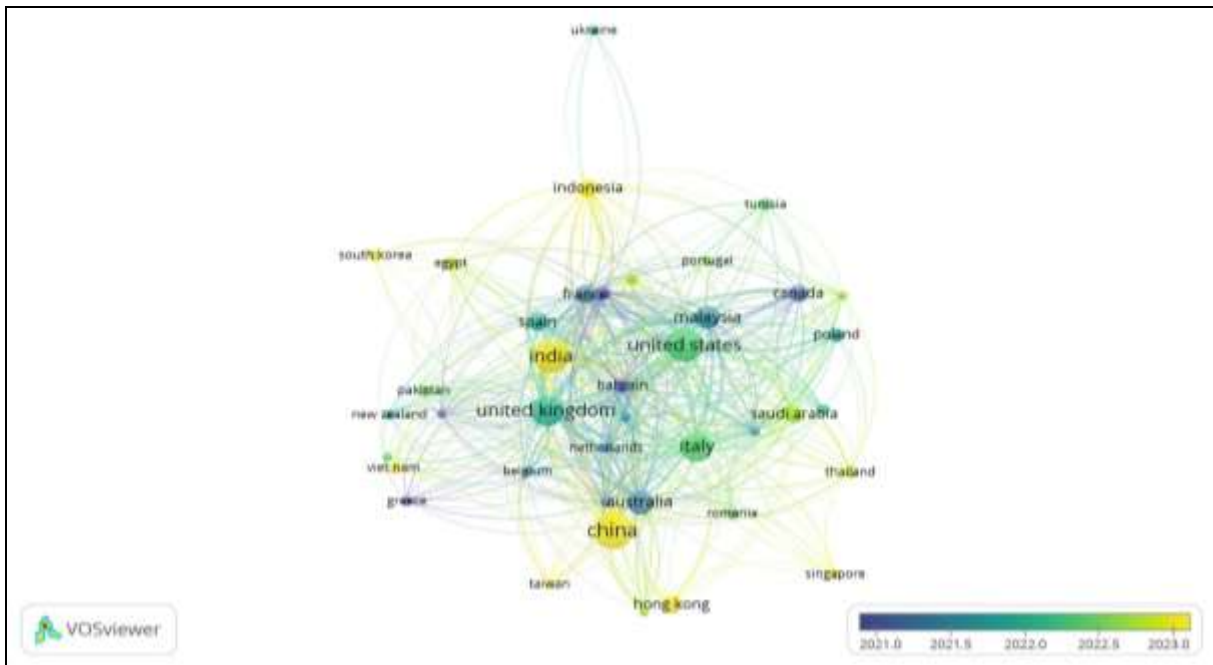 ukraine
indonesia
tunisia
south korea
egypt
portugal
france
canada
spain
malaysia
poland
united states
india
bahrain
pakistan
new zealand
united kingdom
saudi arabia
netherlands
italy
viet nam
belgium
thailand
greece
australia
romania
china
taiwan
singapore
hong kong
VOSviewer
2021.0 2021.5 2022.0 2022.5 2023.0